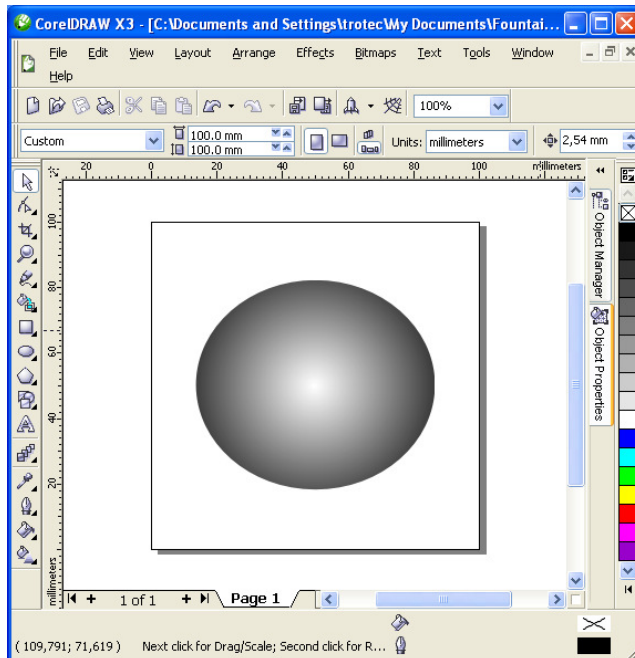 CorelDRAW X3 - [C:\Documents and Settings\trotec\My Documents\Fountai...
File Edit View Layout Arrange Effects Bitmaps Text Tools Window
Help
100%
Custom 100.0 mm 100.0 mm Units: millimeters 2,54 mm
20 0 20 40 60 80 100 millimeters
100
80
60
40
20
millimeters
Object Manager
Object Properties
1 of 1 Page 1
( 109,791; 71,619 ) Next click for Drag/Scale; Second click for R...